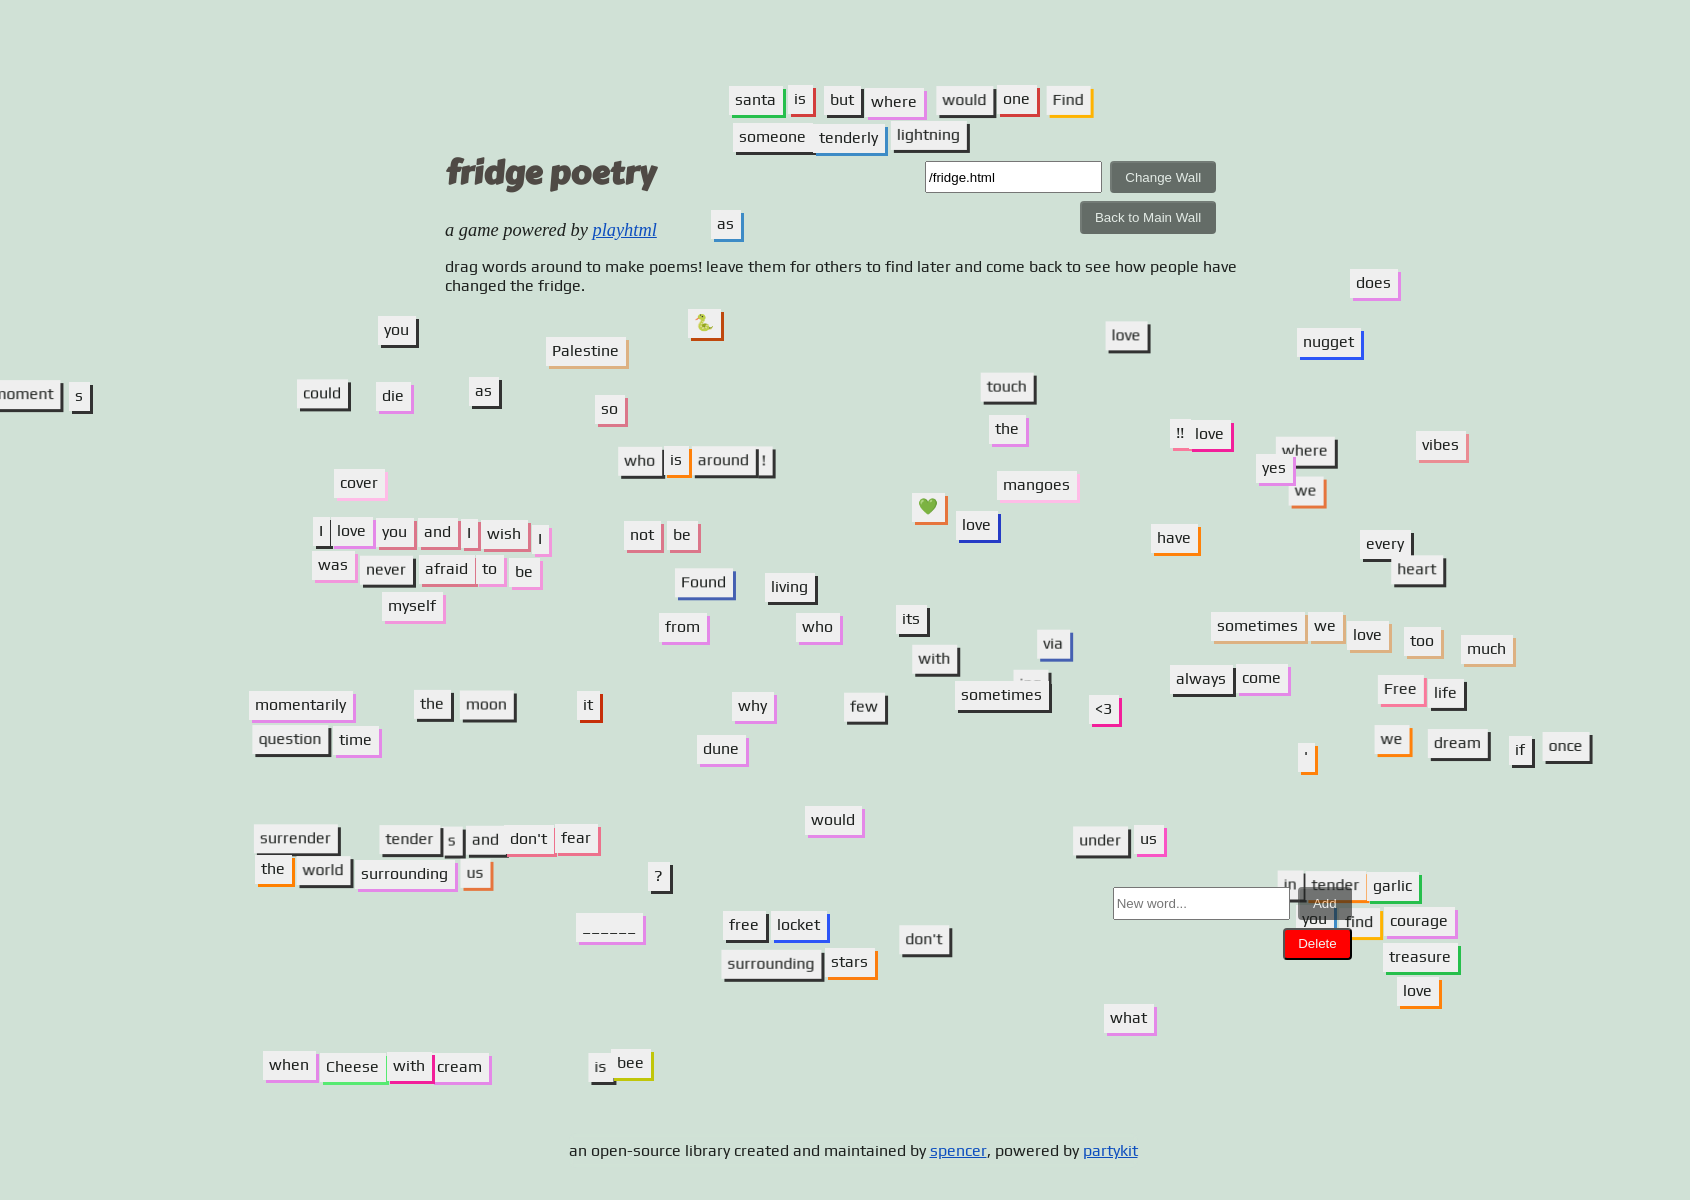 santa is but where would one Find
someone tenderly lightning
fridge poetry
/fridge.html
Change Wall
Back to Main Wall
a game powered by playhtml
as
drag words around to make poems! leave them for others to find later and come back to see how people have
changed the fridge.
does
you
🐍
love
nugget
Palestine
moment s
could
die
as
so
touch
the
!! love
where
vibes
who is around !
yes
we
cover
mangoes
💚
love
I love you and I wish I
was never afraid to be
myself
not be
have
every
heart
Found
living
from
who
its
via
with
sometimes
sometimes we love too much
always come
Free life
momentarily
question time
the moon
it
why
few
<3
dune
'
we dream if once
would
surrender tender s and don't fear
the world surrounding us
under us
?
in tender garlic
New word...
Add
you find courage
Delete
treasure
love
______
free locket
surrounding stars
don't
what
when Cheese with cream
is bee
an open-source library created and maintained by spencer, powered by partykit